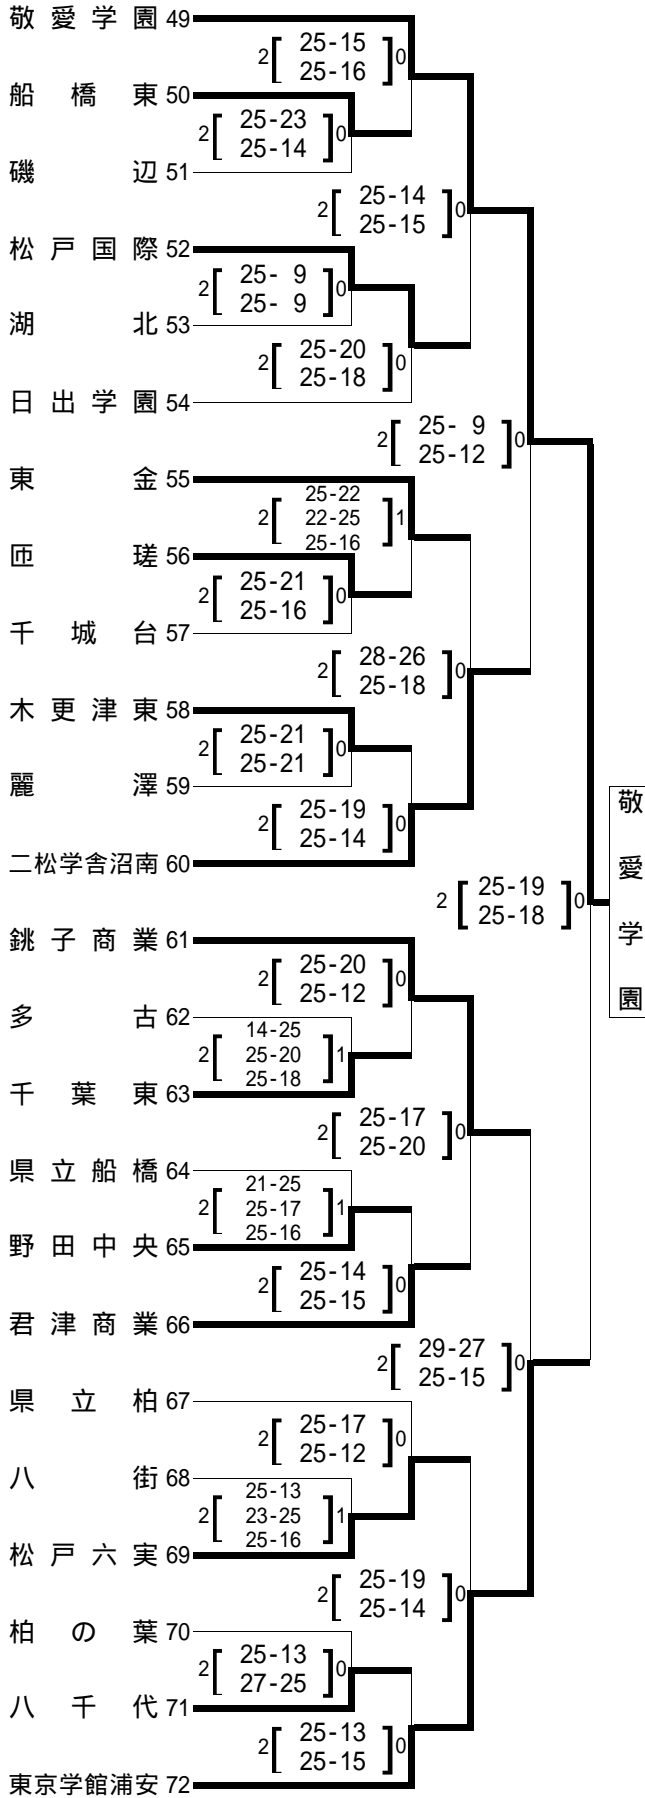 敬愛学園 49
2[ 25-15 ]0
25-16
船橋東 50
2[ 25-23 ]0
25-14
磯辺 51
2[ 25-14 ]0
25-15
松戸国際 52
2[ 25- 9 ]0
25- 9
湖北 53
2[ 25-20 ]0
25-18
日出学園 54
2[ 25- 9 ]0
25-12
東金 55
25-22
2[ 22-25 ]1
25-16
匝瑳 56
2[ 25-21 ]0
25-16
千城台 57
2[ 28-26 ]0
25-18
木更津東 58
2[ 25-21 ]0
25-21
麗澤 59
2[ 25-19 ]0
25-14
二松学舎沼南 60
2[ 25-19 ]0
25-18
敬愛学園
銚子商業 61
2[ 25-20 ]0
25-12
多古 62
14-25
2[ 25-20 ]1
25-18
千葉東 63
2[ 25-17 ]0
25-20
県立船橋 64
21-25
2[ 25-17 ]1
25-16
野田中央 65
2[ 25-14 ]0
25-15
君津商業 66
2[ 29-27 ]0
25-15
県立柏 67
2[ 25-17 ]0
25-12
八街 68
25-13
2[ 23-25 ]1
25-16
松戸六実 69
2[ 25-19 ]0
25-14
柏の葉 70
2[ 25-13 ]0
27-25
八千代 71
2[ 25-13 ]0
25-15
東京学館浦安 72